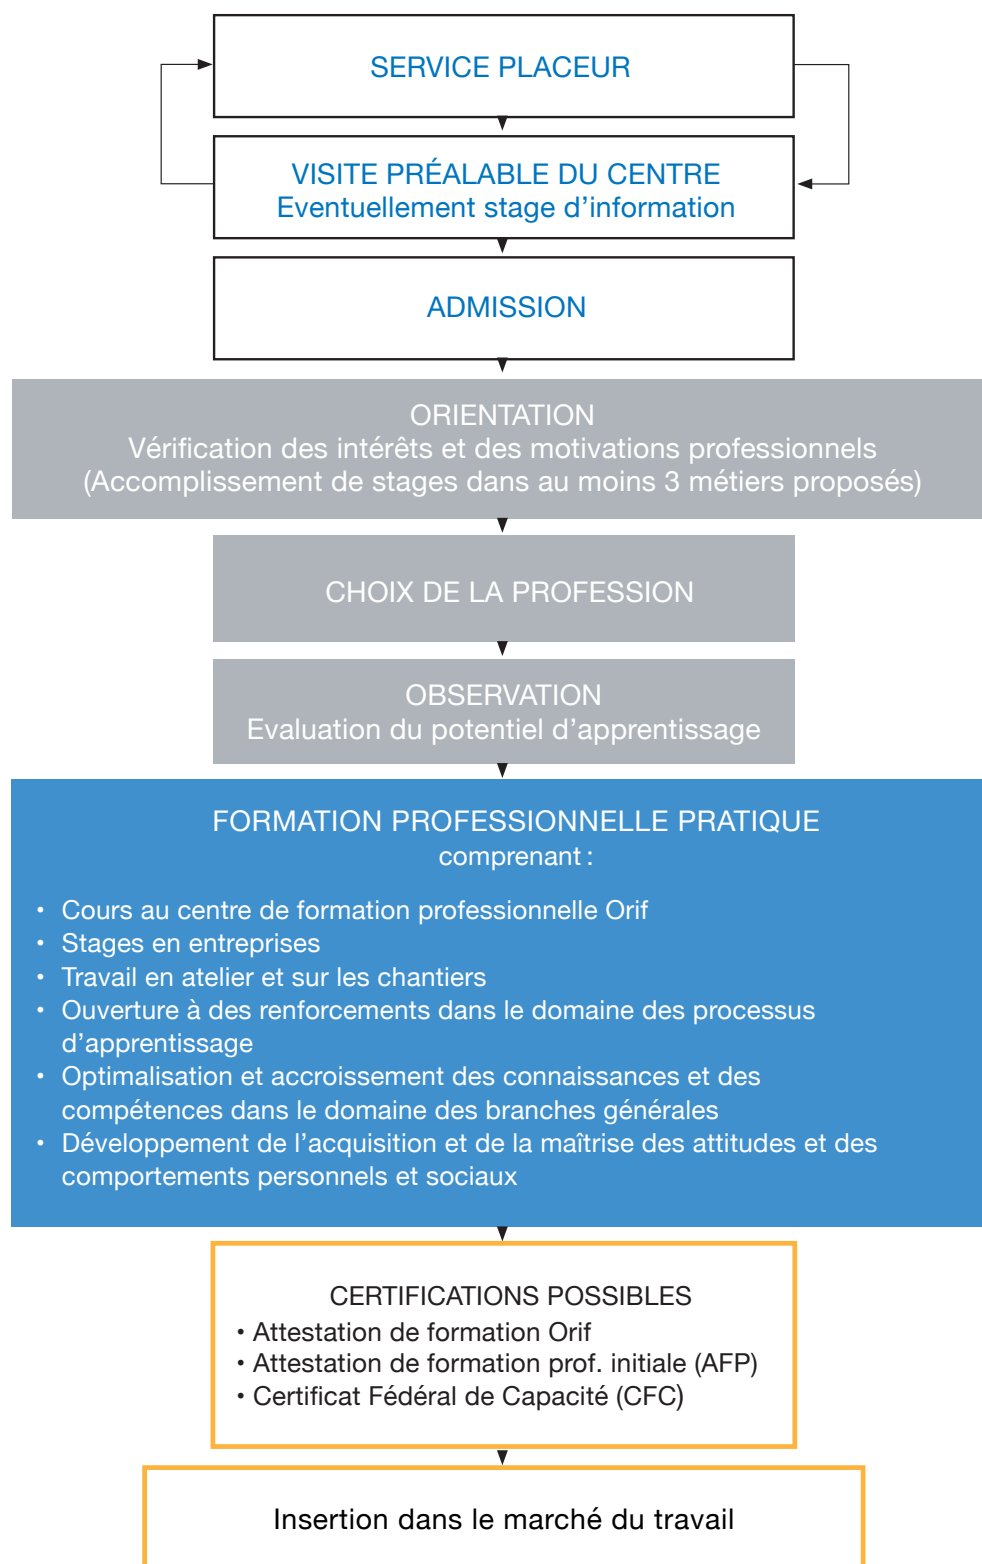 SERVICE PLACEUR
VISITE PRÉALABLE DU CENTRE
Eventuellement stage d’information
ADMISSION
ORIENTATION
Vérification des intérêts et des motivations professionnels
(Accomplissement de stages dans au moins 3 métiers proposés)
CHOIX DE LA PROFESSION
OBSERVATION
Evaluation du potentiel d’apprentissage
FORMATION PROFESSIONNELLE PRATIQUE
comprenant :
• Cours au centre de formation professionnelle Orif
• Stages en entreprises
• Travail en atelier et sur les chantiers
• Ouverture à des renforcements dans le domaine des processus
d’apprentissage
• Optimalisation et accroissement des connaissances et des
compétences dans le domaine des branches générales
• Développement de l’acquisition et de la maîtrise des attitudes et des
comportements personnels et sociaux
CERTIFICATIONS POSSIBLES
• Attestation de formation Orif
• Attestation de formation prof. initiale (AFP)
• Certificat Fédéral de Capacité (CFC)
Insertion dans le marché du travail